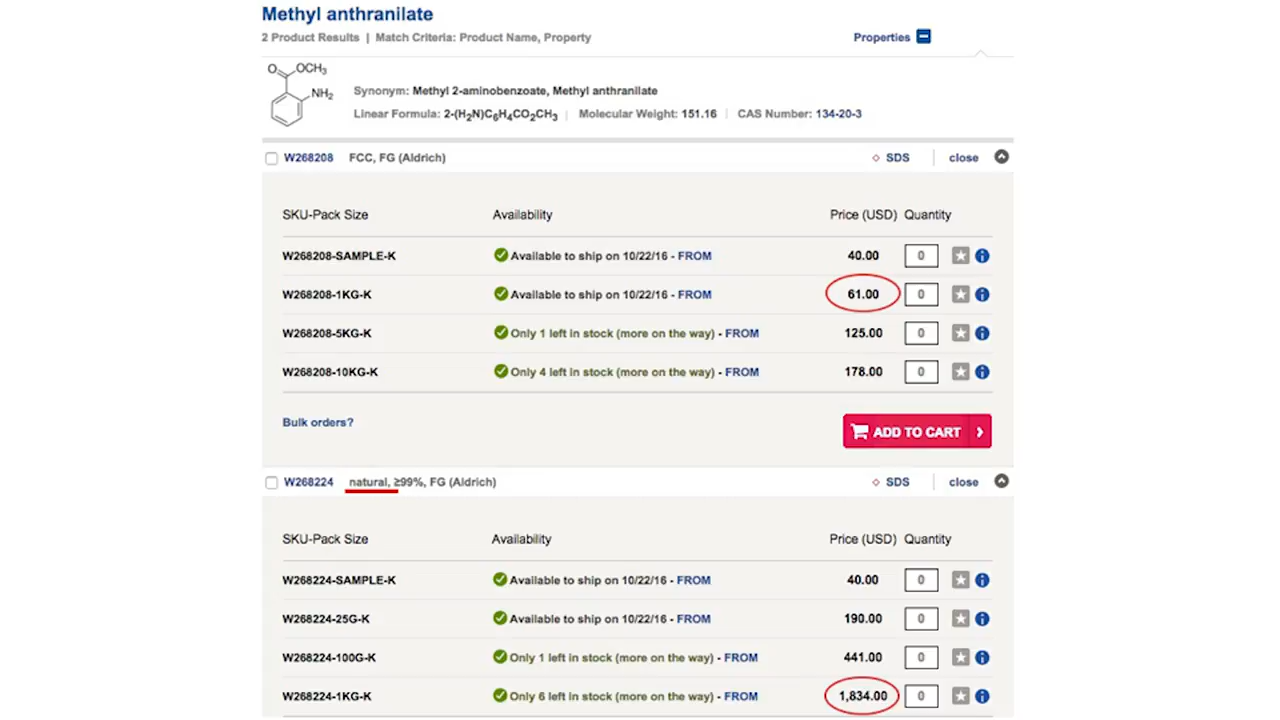 Methyl anthranilate
2 Product Results | Match Criteria: Product Name, Property
Properties
O OCH3
NH2
Synonym: Methyl 2-aminobenzoate, Methyl anthranilate
Linear Formula: 2-(H2N)C6H4CO2CH3 | Molecular Weight: 151.16 | CAS Number: 134-20-3
W268208 FCC, FG (Aldrich) SDS | close
SKU-Pack Size Availability Price (USD) Quantity
W268208-SAMPLE-K Available to ship on 10/22/16 - FROM 40.00 0
W268208-1KG-K Available to ship on 10/22/16 - FROM 61.00 0
W268208-5KG-K Only 1 left in stock (more on the way) - FROM 125.00 0
W268208-10KG-K Only 4 left in stock (more on the way) - FROM 178.00 0
Bulk orders?
ADD TO CART
W268224 natural, ≥99%, FG (Aldrich) SDS | close
SKU-Pack Size Availability Price (USD) Quantity
W268224-SAMPLE-K Available to ship on 10/22/16 - FROM 40.00 0
W268224-25G-K Available to ship on 10/22/16 - FROM 190.00 0
W268224-100G-K Only 1 left in stock (more on the way) - FROM 441.00 0
W268224-1KG-K Only 6 left in stock (more on the way) - FROM 1,834.00 0